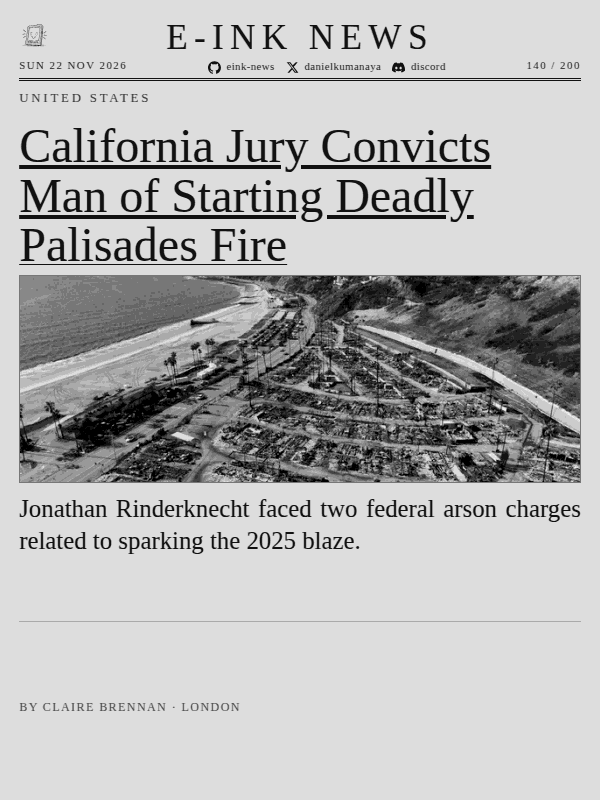 E-INK NEWS
SUN 22 NOV 2026
eink-news
danielkumanaya
discord
140 / 200
UNITED STATES
California Jury Convicts
Man of Starting Deadly
Palisades Fire
Jonathan Rinderknecht faced two federal arson charges
related to sparking the 2025 blaze.
BY CLAIRE BRENNAN · LONDON